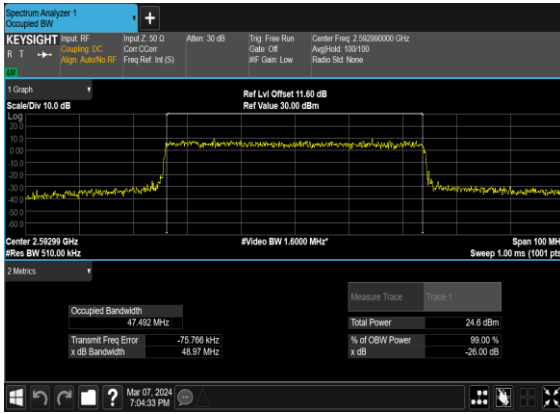 Spectrum Analyzer 1
Occupied BW
+
KEYSIGHT Input: RF Input Z: 50 Ω Atten: 30 dB Trig: Free Run Center Freq: 2.592990000 GHz
R T Coupling: DC Corr CCorr Gate: Off Avg|Hold: 100/100
Align: Auto/No RF Freq Ref: Int (S) #IF Gain: Low Radio Std: None
LXI
1 Graph
Ref Lvl Offset 11.60 dB
Scale/Div 10.0 dB Ref Value 30.00 dBm
Log
20.0
10.0
0.00
-10.0
-20.0
-30.0
-40.0
-50.0
-60.0
Center 2.59299 GHz #Video BW 1.6000 MHz* Span 100 MH
#Res BW 510.00 kHz Sweep 1.00 ms (1001 pts
2 Metrics
Measure Trace Trace 1
Occupied Bandwidth
47.492 MHz Total Power 24.6 dBm
Transmit Freq Error -75.766 kHz % of OBW Power 99.00 %
x dB Bandwidth 48.97 MHz x dB -26.00 dB
? Mar 07, 2024
7:04:33 PM